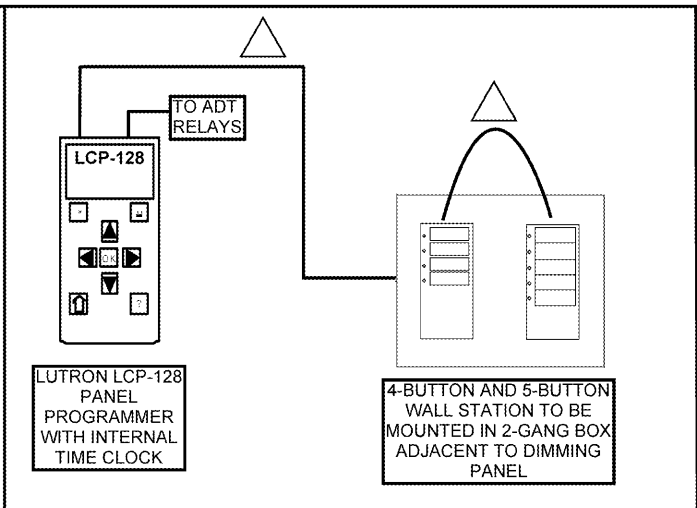 TO ADT
RELAYS
LCP-128
OK
?
LUTRON LCP-128
PANEL
PROGRAMMER
WITH INTERNAL
TIME CLOCK
4-BUTTON AND 5-BUTTON
WALL STATION TO BE
MOUNTED IN 2-GANG BOX
ADJACENT TO DIMMING
PANEL